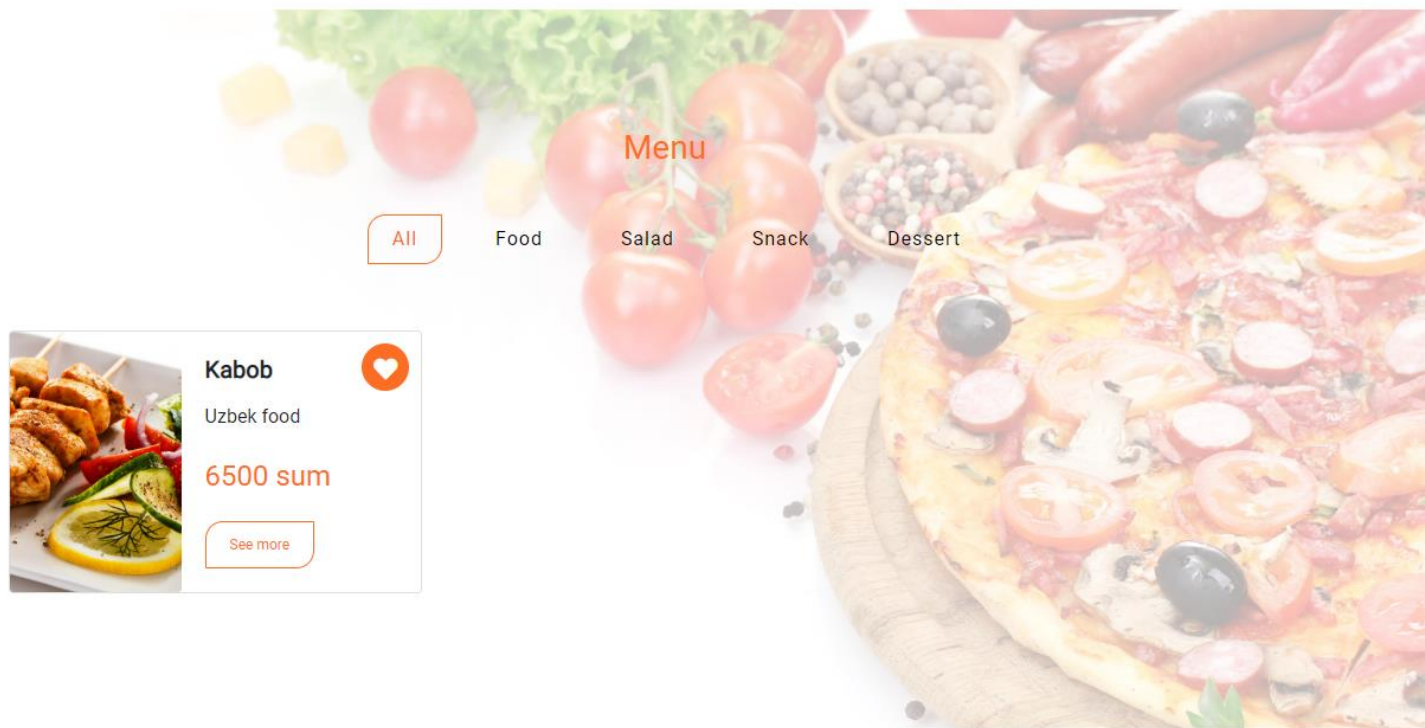 Menu
All Food Salad Snack Dessert
Kabob
Uzbek food
6500 sum
See more